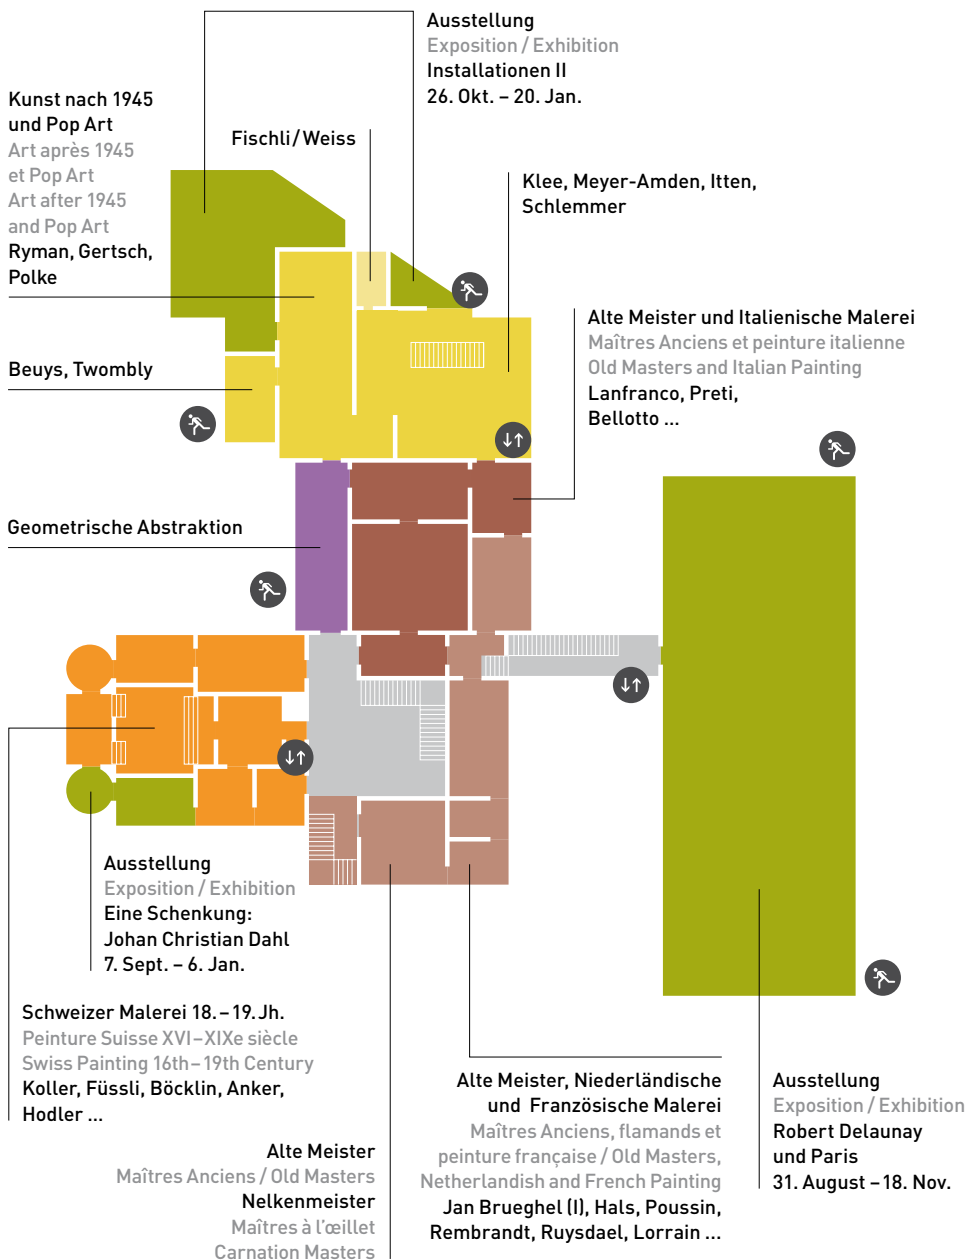 Ausstellung
Exposition / Exhibition
Installationen II
26. Okt. – 20. Jan.
Kunst nach 1945
und Pop Art
Art après 1945
et Pop Art
Art after 1945
and Pop Art
Ryman, Gertsch,
Polke
Fischli / Weiss
Klee, Meyer-Amden, Itten,
Schlemmer
Beuys, Twombly
Alte Meister und Italienische Malerei
Maîtres Anciens et peinture italienne
Old Masters and Italian Painting
Lanfranco, Preti,
Bellotto ...
Geometrische Abstraktion
Ausstellung
Exposition / Exhibition
Eine Schenkung:
Johan Christian Dahl
7. Sept. – 6. Jan.
Schweizer Malerei 18. – 19. Jh.
Peinture Suisse XVI – XIXe siècle
Swiss Painting 16th – 19th Century
Koller, Füssli, Böcklin, Anker,
Hodler ...
Alte Meister
Maîtres Anciens / Old Masters
Nelkenmeister
Maîtres à l’œillet
Carnation Masters
Alte Meister, Niederländische
und Französische Malerei
Maîtres Anciens, flamands et
peinture française / Old Masters,
Netherlandish and French Painting
Jan Brueghel (I), Hals, Poussin,
Rembrandt, Ruysdael, Lorrain ...
Ausstellung
Exposition / Exhibition
Robert Delaunay
und Paris
31. August – 18. Nov.